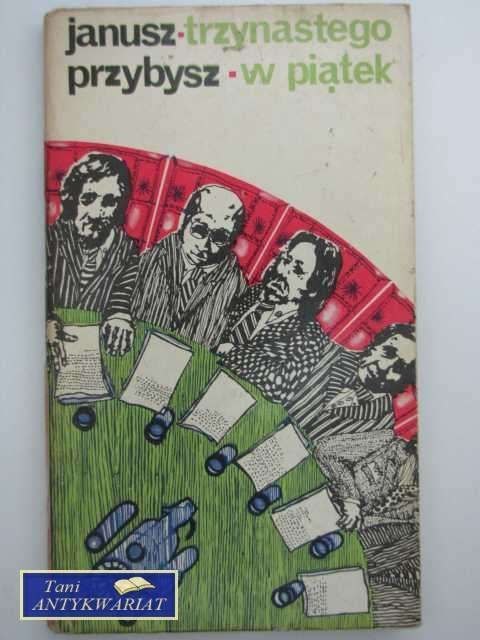 janusz·trzynastego
przybysz·w piątek
Tani
ANTYKWARIAT